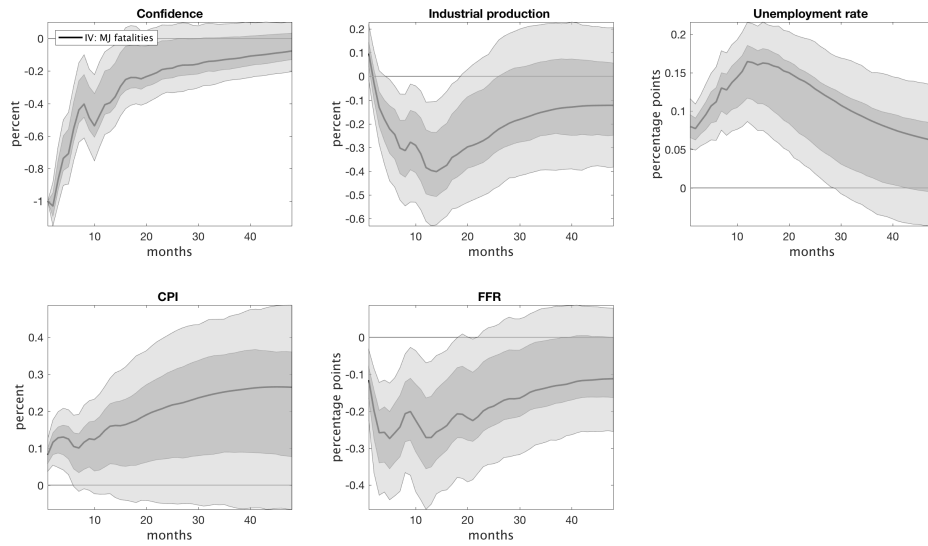 Confidence
0
-0.2
-0.4
-0.6
-0.8
-1
percent
IV: MJ fatalities
10 20 30 40
months
Industrial production
0.2
0.1
0
-0.1
-0.2
-0.3
-0.4
-0.5
-0.6
percent
10 20 30 40
months
Unemployment rate
0.2
0.15
0.1
0.05
0
percentage points
10 20 30 40
months
CPI
0.4
0.3
0.2
0.1
0
percent
10 20 30 40
months
FFR
0
-0.1
-0.2
-0.3
-0.4
percentage points
10 20 30 40
months